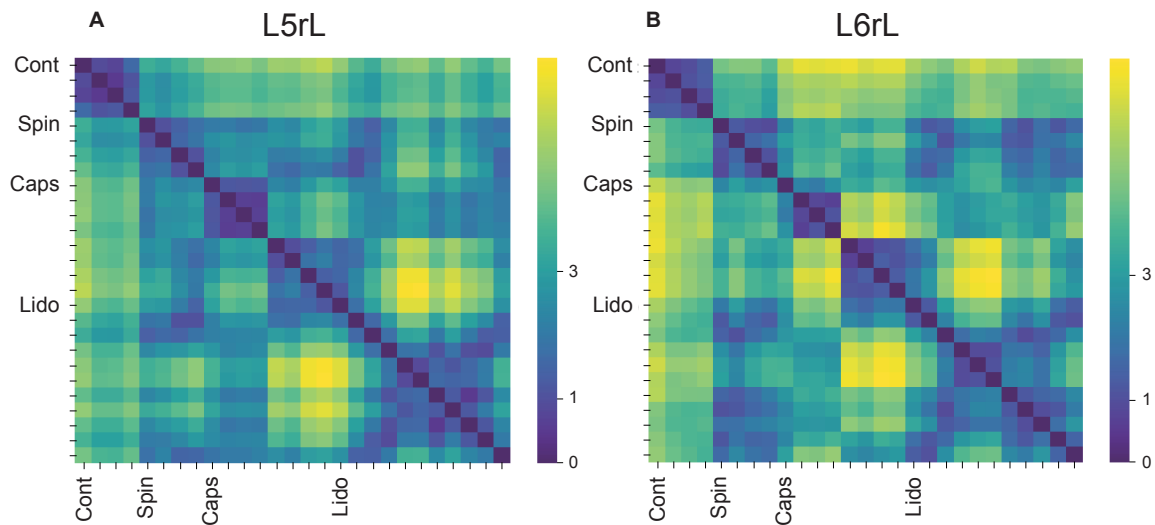 A
L5rL
Cont
Spin
Caps
Lido
3
1
0
Cont
Spin
Caps
Lido
B
L6rL
Cont
Spin
Caps
Lido
3
1
0
Cont
Spin
Caps
Lido